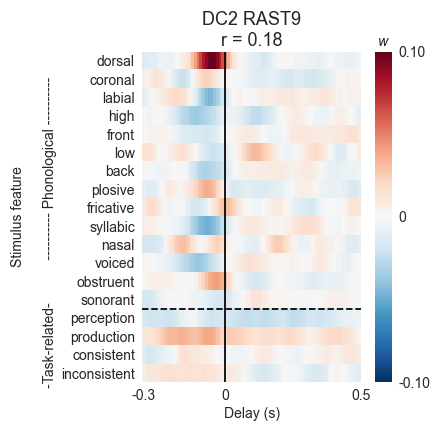 DC2 RAST9
r = 0.18
w
Stimulus feature
---------- Phonological ----------
-Task-related-
dorsal
coronal
labial
high
front
low
back
plosive
fricative
syllabic
nasal
voiced
obstruent
sonorant
perception
production
consistent
inconsistent
0.10
0
-0.10
-0.3 0 0.5
Delay (s)